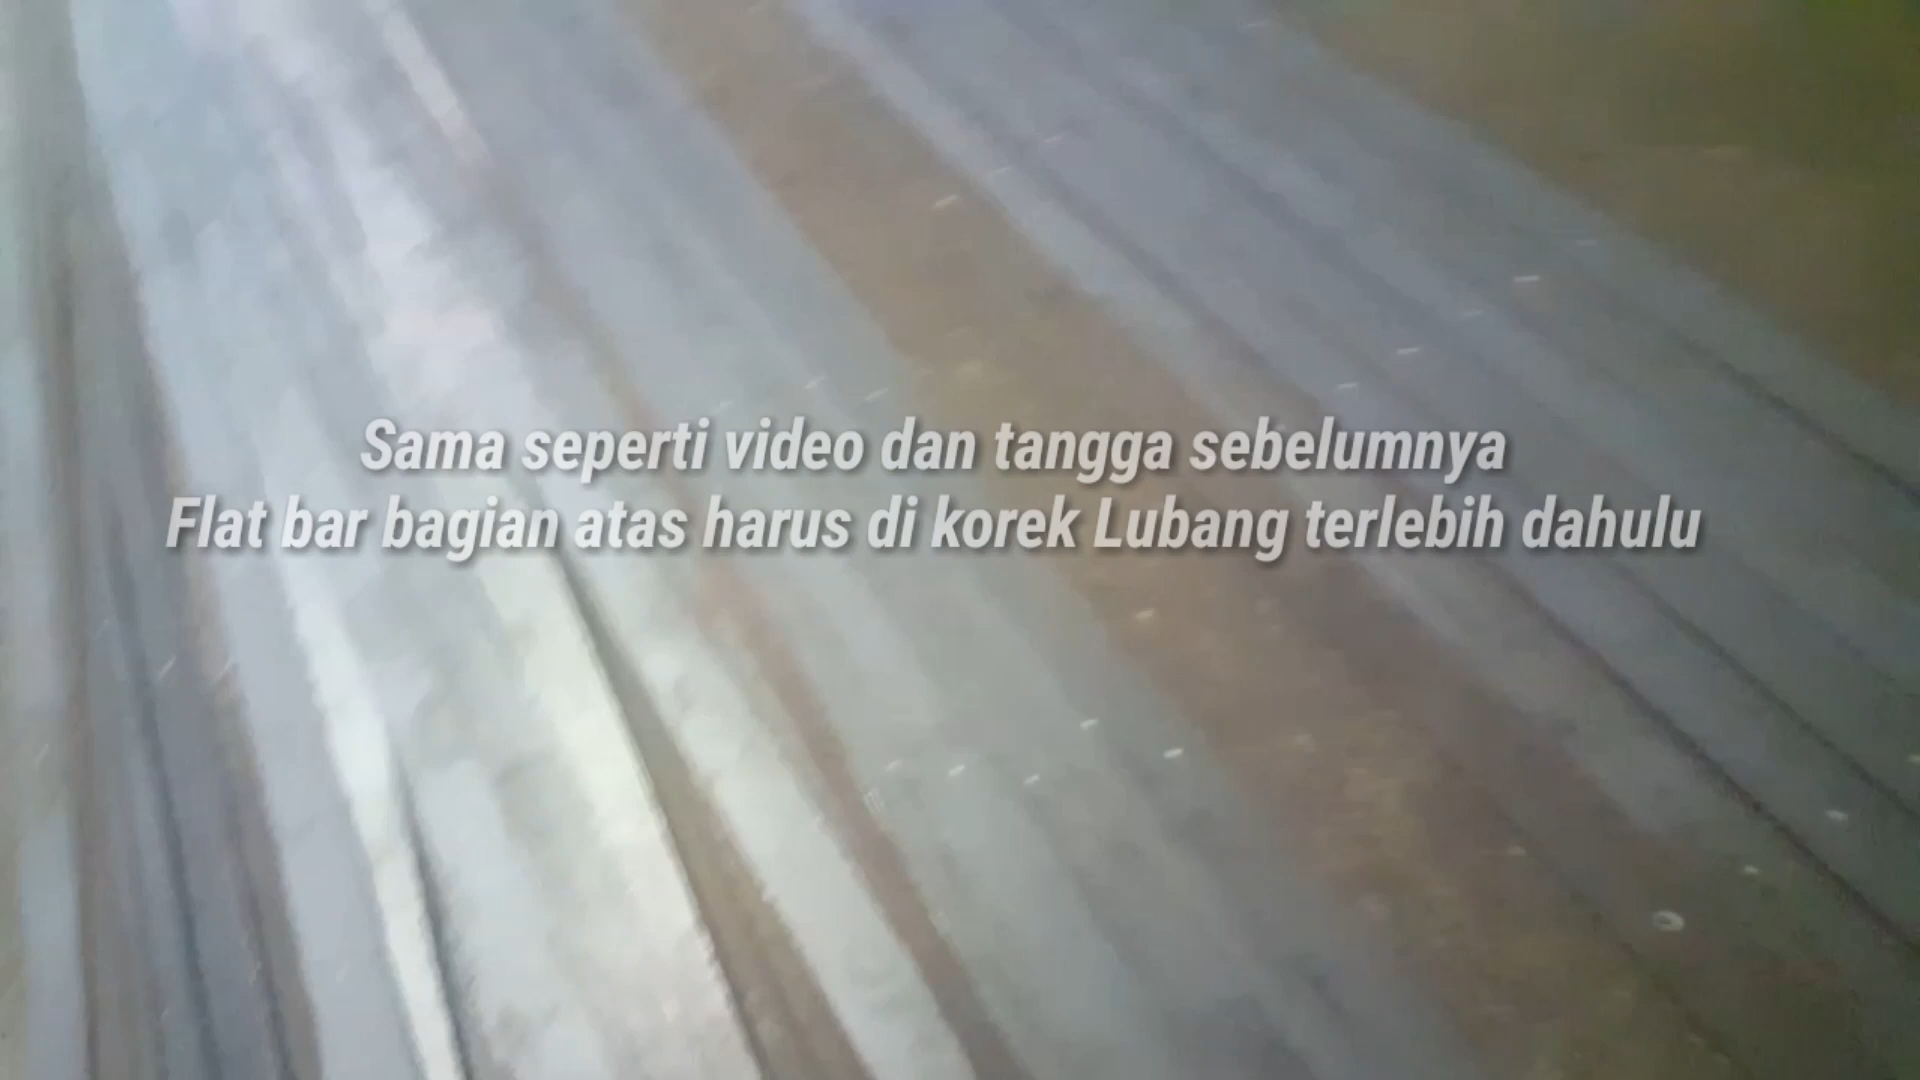 Sama seperti video dan tangga sebelumnya
Flat bar bagian atas harus di korek Lubang terlebih dahulu